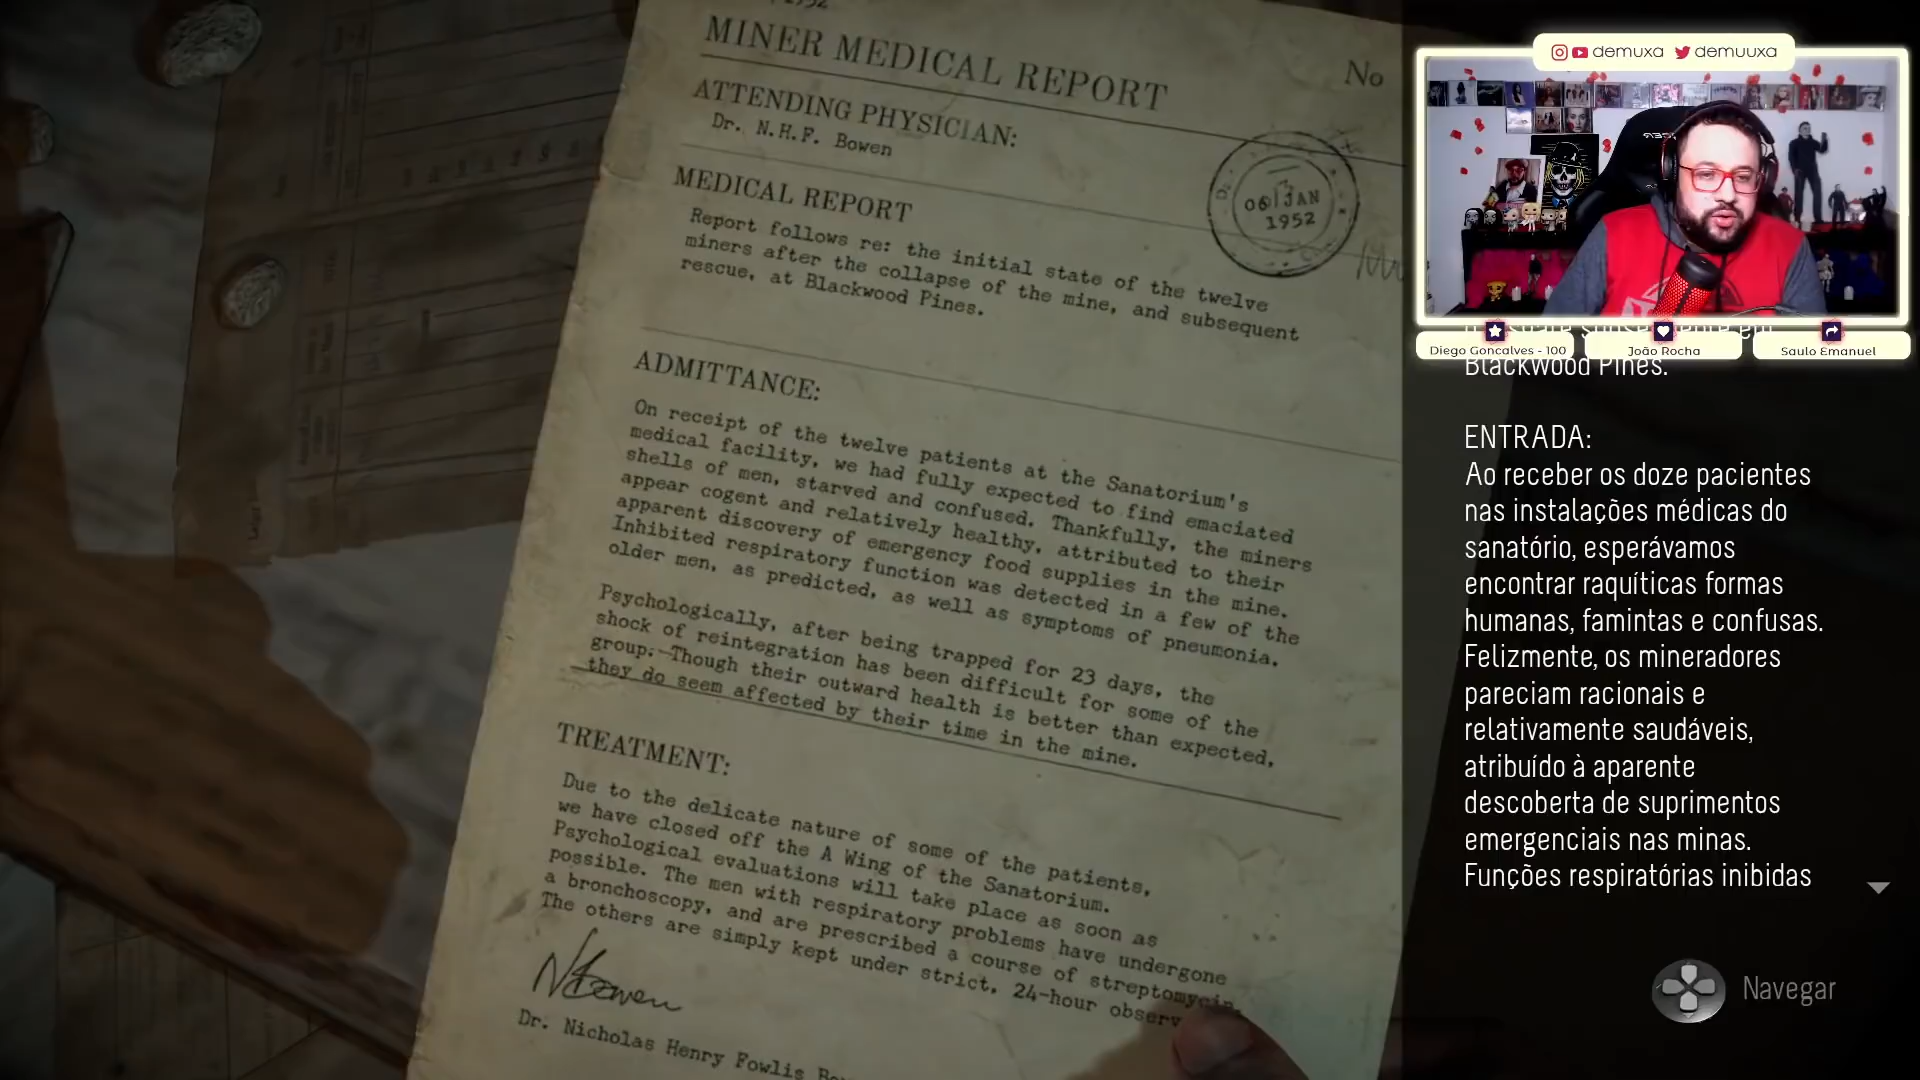 1952
MINER MEDICAL REPORT
No
ATTENDING PHYSICIAN:
Dr. N.H.F. Bowen
06 JAN
1952
MEDICAL REPORT
Report follows re: the initial state of the twelve
miners after the collapse of the mine, and subsequent
rescue, at Blackwood Pines.
ADMITTANCE:
On receipt of the twelve patients at the Sanatorium's
medical facility, we had fully expected to find emaciated
shells of men, starved and confused. Thankfully, the miners
appear cogent and relatively healthy, attributed to their
apparent discovery of emergency food supplies in the mine.
Inhibited respiratory function was detected in a few of the
older men, as predicted, as well as symptoms of pneumonia.
Psychologically, after being trapped for 23 days, the
shock of reintegration has been difficult for some of the
group. Though their outward health is better than expected,
they do seem affected by their time in the mine.
TREATMENT:
Due to the delicate nature of some of the patients,
we have closed off the A Wing of the Sanatorium.
Psychological evaluations will take place as soon as
possible. The men with respiratory problems have undergone
a bronchoscopy, and are prescribed a course of streptomycin.
The others are simply kept under strict, 24-hour observ
NBowen
Dr. Nicholas Henry Fowlis Bo
demuxa demuuxa
Diego Goncalves - 100
João Rocha
Saulo Emanuel
Blackwood Pines.
ENTRADA:
Ao receber os doze pacientes
nas instalações médicas do
sanatório, esperávamos
encontrar raquíticas formas
humanas, famintas e confusas.
Felizmente, os mineradores
pareciam racionais e
relativamente saudáveis,
atribuído à aparente
descoberta de suprimentos
emergenciais nas minas.
Funções respiratórias inibidas
Navegar